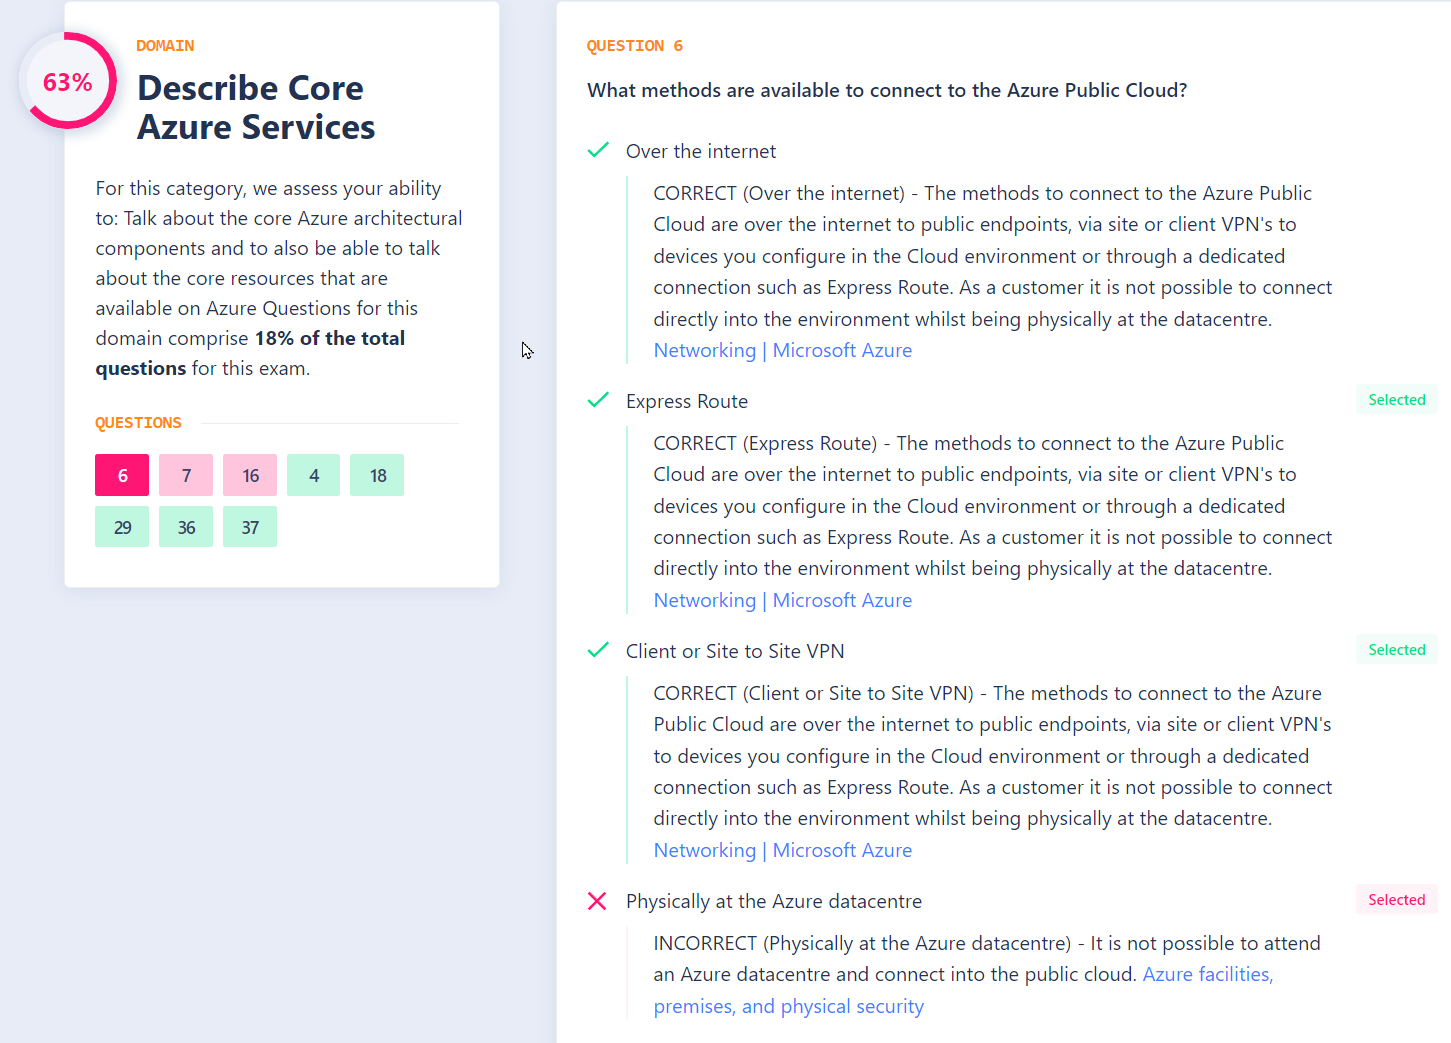 63%
DOMAIN
Describe Core
Azure Services
For this category, we assess your ability
to: Talk about the core Azure architectural
components and to also be able to talk
about the core resources that are
available on Azure Questions for this
domain comprise 18% of the total
questions for this exam.
QUESTIONS
6 7 16 4 18
29 36 37
QUESTION 6
What methods are available to connect to the Azure Public Cloud?
Over the internet
CORRECT (Over the internet) - The methods to connect to the Azure Public
Cloud are over the internet to public endpoints, via site or client VPN's to
devices you configure in the Cloud environment or through a dedicated
connection such as Express Route. As a customer it is not possible to connect
directly into the environment whilst being physically at the datacentre.
Networking | Microsoft Azure
Express Route Selected
CORRECT (Express Route) - The methods to connect to the Azure Public
Cloud are over the internet to public endpoints, via site or client VPN's to
devices you configure in the Cloud environment or through a dedicated
connection such as Express Route. As a customer it is not possible to connect
directly into the environment whilst being physically at the datacentre.
Networking | Microsoft Azure
Client or Site to Site VPN Selected
CORRECT (Client or Site to Site VPN) - The methods to connect to the Azure
Public Cloud are over the internet to public endpoints, via site or client VPN's
to devices you configure in the Cloud environment or through a dedicated
connection such as Express Route. As a customer it is not possible to connect
directly into the environment whilst being physically at the datacentre.
Networking | Microsoft Azure
Physically at the Azure datacentre Selected
INCORRECT (Physically at the Azure datacentre) - It is not possible to attend
an Azure datacentre and connect into the public cloud. Azure facilities,
premises, and physical security